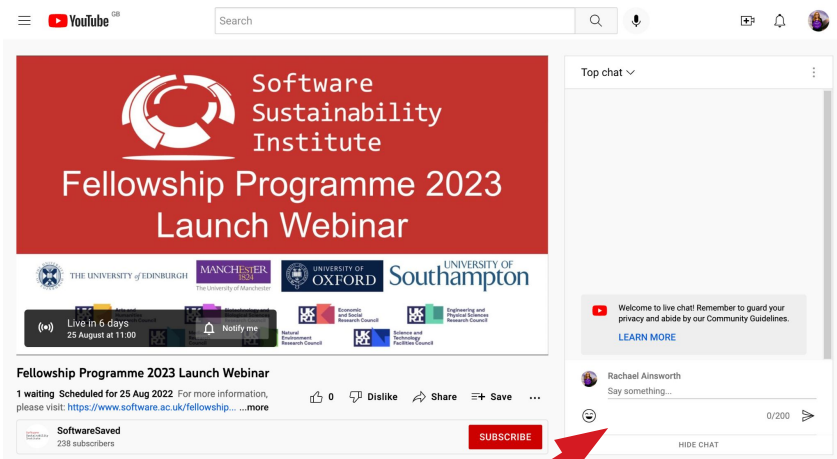 YouTube GB
Search
Software
Sustainability
Institute
Fellowship Programme 2023
Launch Webinar
THE UNIVERSITY of EDINBURGH
MANCHESTER
1824
The University of Manchester
UNIVERSITY OF
OXFORD
UNIVERSITY OF
Southampton
Economic
and Social
Research Council
Engineering and
Physical Sciences
Research Council
Natural
Environment
Research Council
Science and
Technology
Facilities Council
Live in 6 days
25 August at 11:00
Notify me
Fellowship Programme 2023 Launch Webinar
1 waiting Scheduled for 25 Aug 2022 For more information,
please visit: https://www.software.ac.uk/fellowship... ...more
0 Dislike Share Save
SoftwareSaved
238 subscribers
SUBSCRIBE
Top chat
Welcome to live chat! Remember to guard your
privacy and abide by our Community Guidelines.
LEARN MORE
Rachael Ainsworth
Say something...
0/200
HIDE CHAT